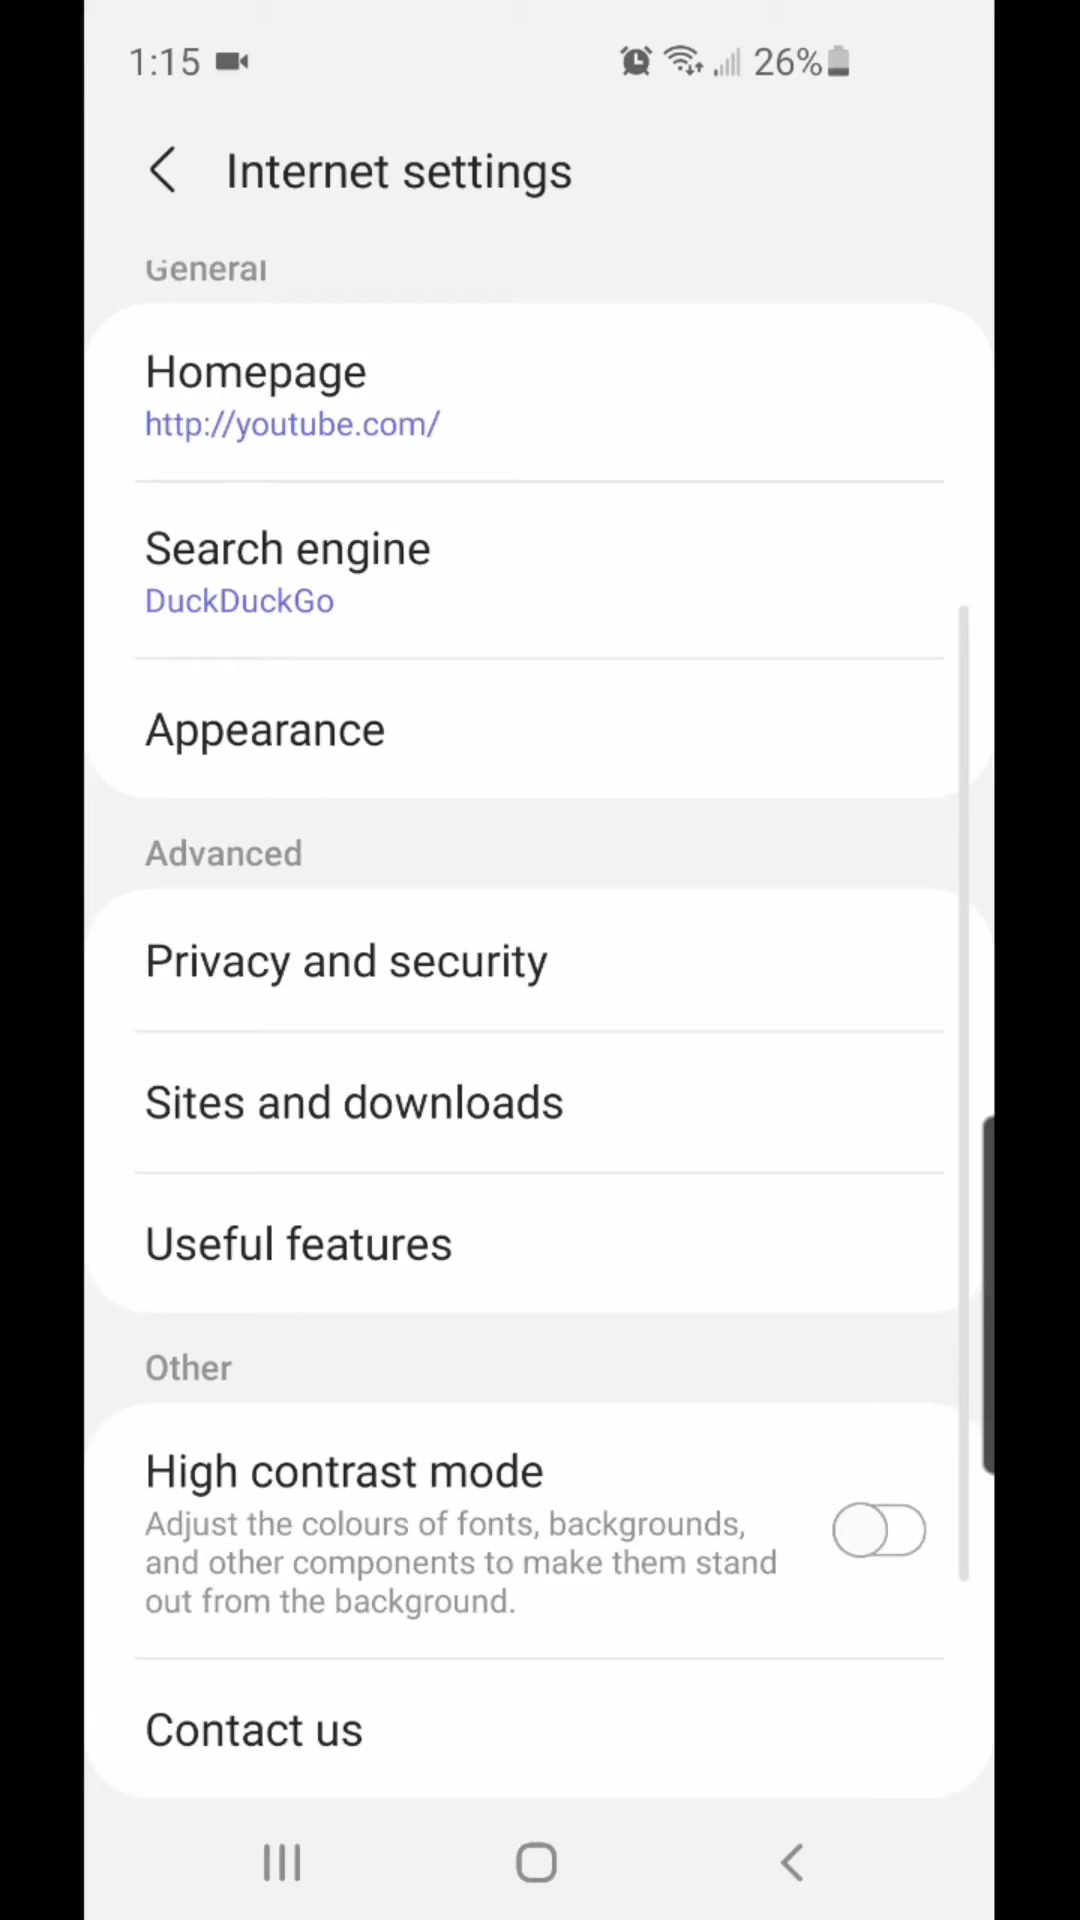 1:15
26%
Internet settings
General
Homepage
http://youtube.com/
Search engine
DuckDuckGo
Appearance
Advanced
Privacy and security
Sites and downloads
Useful features
Other
High contrast mode
Adjust the colours of fonts, backgrounds,
and other components to make them stand
out from the background.
Contact us